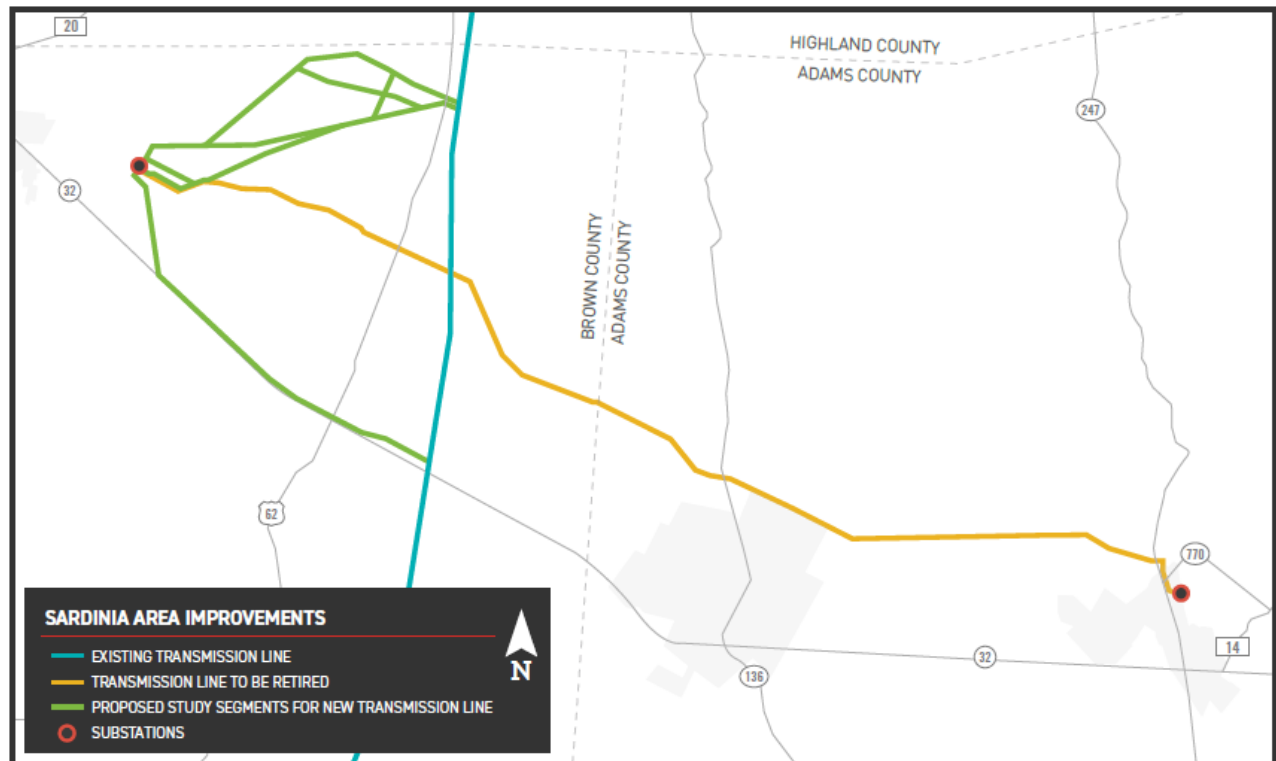 20
HIGHLAND COUNTY
ADAMS COUNTY
247
32
BROWN COUNTY
ADAMS COUNTY
62
770
SARDINIA AREA IMPROVEMENTS
EXISTING TRANSMISSION LINE
TRANSMISSION LINE TO BE RETIRED
PROPOSED STUDY SEGMENTS FOR NEW TRANSMISSION LINE
SUBSTATIONS
N
136
32
14